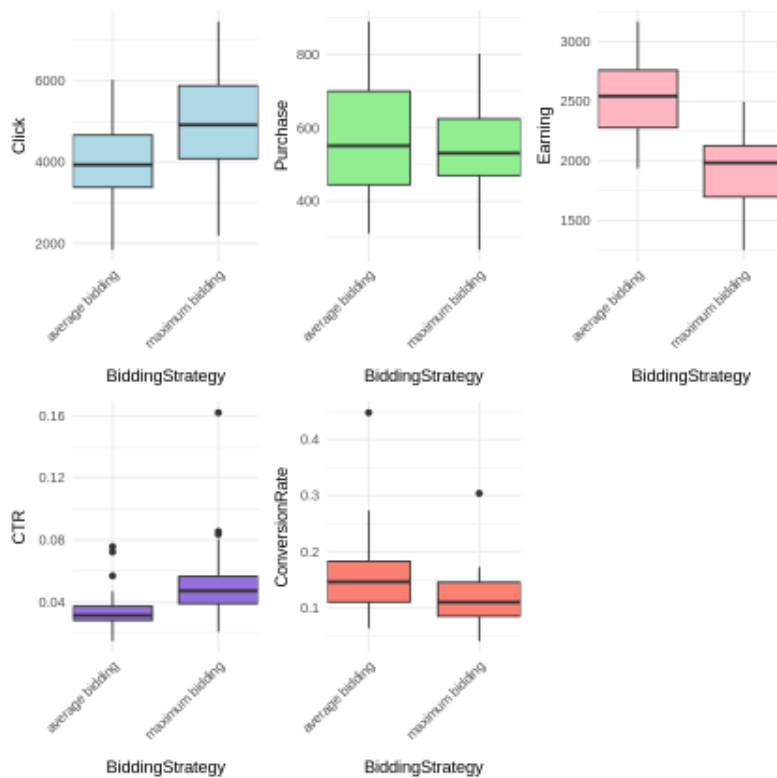 Click
6000
4000
2000
average bidding
maximum bidding
BiddingStrategy
Purchase
800
600
400
average bidding
maximum bidding
BiddingStrategy
Earning
3000
2500
2000
1500
average bidding
maximum bidding
BiddingStrategy
CTR
0.16
0.12
0.08
0.04
average bidding
maximum bidding
BiddingStrategy
ConversionRate
0.4
0.3
0.2
0.1
average bidding
maximum bidding
BiddingStrategy